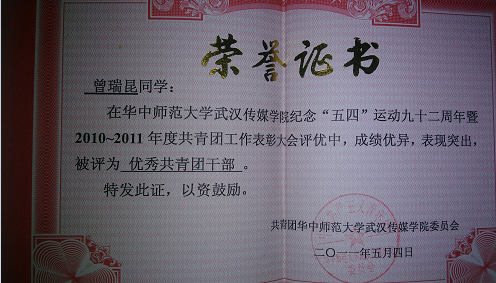 荣誉证书
曾瑞昆同学：
在华中师范大学武汉传媒学院纪念“五四”运动九十二周年暨
2010~2011年度共青团工作表彰大会评优中，成绩优异，表现突出，
被评为 优秀共青团干部 。
特发此证，以资鼓励。
共青团华中师范大学武汉传媒学院委员会
二〇一一年五月四日